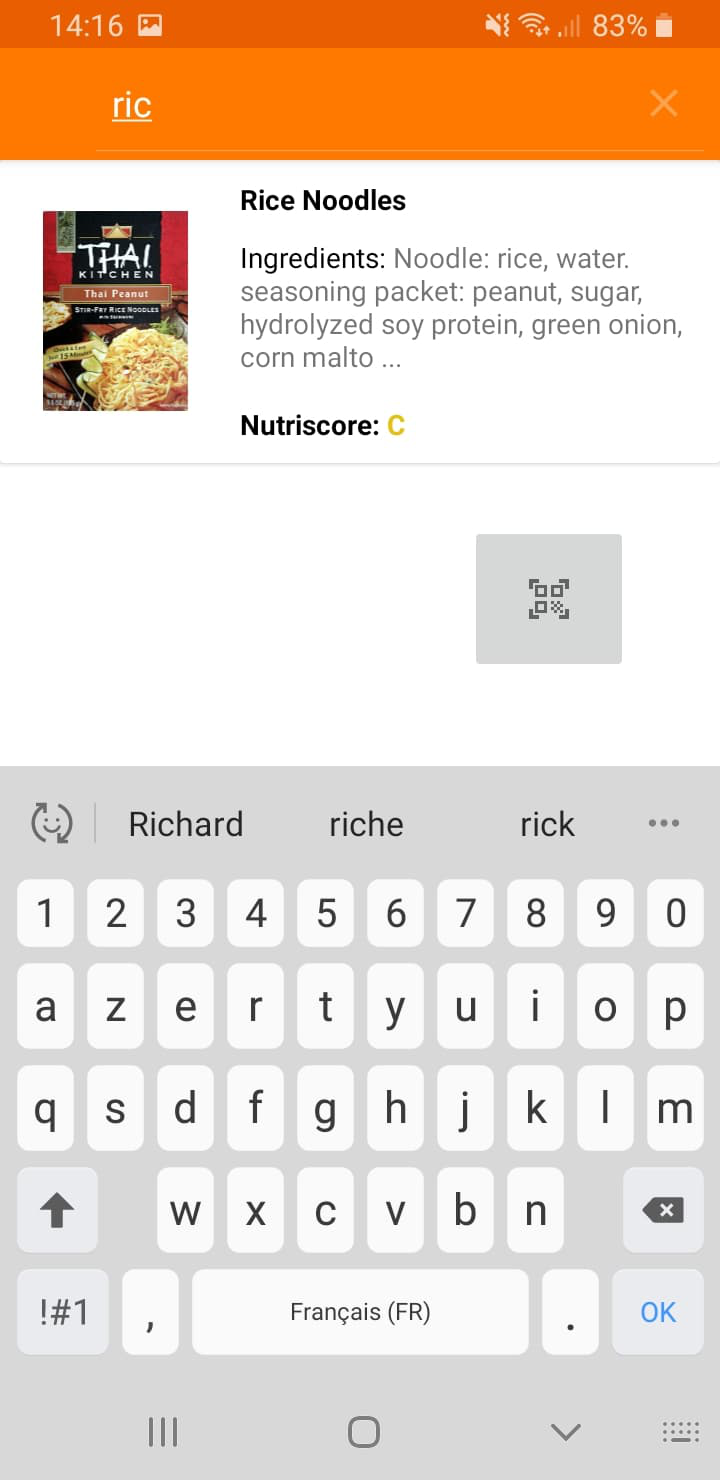 14:16 83%
ric
Rice Noodles
Ingredients: Noodle: rice, water.
seasoning packet: peanut, sugar,
hydrolyzed soy protein, green onion,
corn malto ...
Nutriscore: C
THAI
KITCHEN
Thai Peanut
STIR-FRY RICE NOODLES
Richard riche rick
1 2 3 4 5 6 7 8 9 0
a z e r t y u i o p
q s d f g h j k l m
w x c v b n
!#1 , Français (FR) . OK